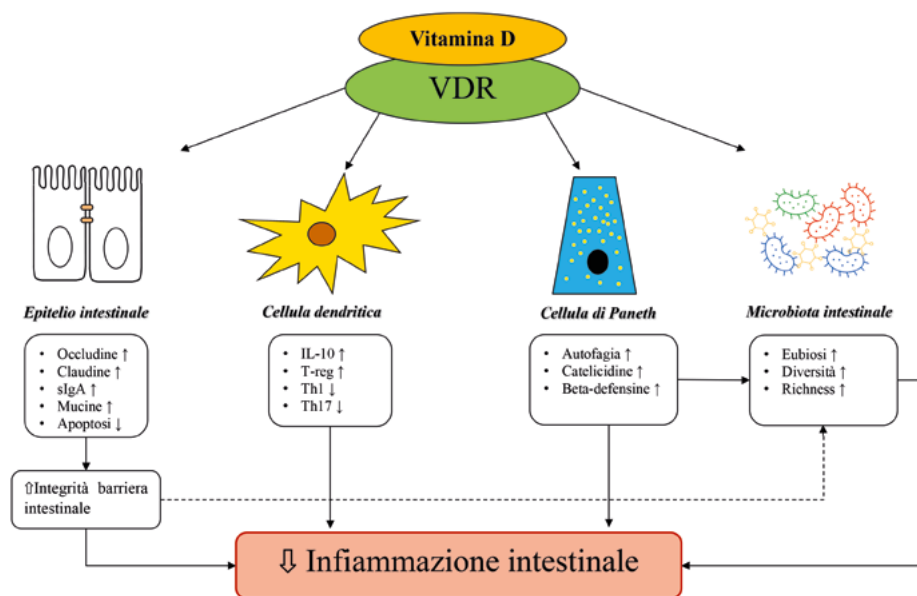 Vitamina D
VDR
Epitelio intestinale
• Occludine ↑
• Claudine ↑
• sIgA ↑
• Mucine ↑
• Apoptosi ↓
⇧Integrità barriera
intestinale
Cellula dendritica
• IL-10 ↑
• T-reg ↑
• Th1 ↓
• Th17 ↓
Cellula di Paneth
• Autofagia ↑
• Catelicidine ↑
• Beta-defensine ↑
Microbiota intestinale
• Eubiosi ↑
• Diversità ↑
• Richness ↑
⇩ Infiammazione intestinale